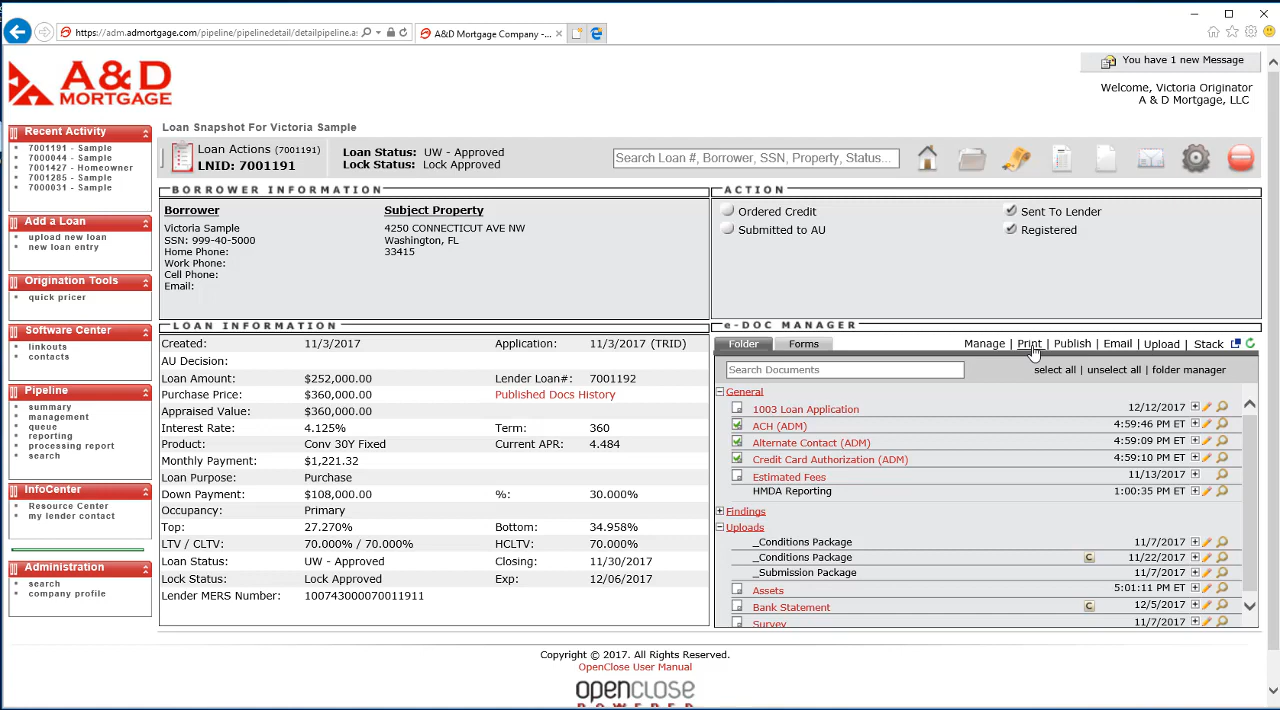 https://adm.admortgage.com/pipeline/pipelinedetail/detailpipeline.as
A&D Mortgage Company -...
You have 1 new Message
A&D
MORTGAGE
Welcome, Victoria Originator
A & D Mortgage, LLC
Recent Activity
7001191 - Sample
7000044 - Sample
7001427 - Homeowner
7001285 - Sample
7000031 - Sample
Add a Loan
upload new loan
new loan entry
Origination Tools
quick pricer
Software Center
linkouts
contacts
Pipeline
summary
management
queue
reporting
processing report
search
InfoCenter
Resource Center
my lender contact
Administration
search
company profile
Loan Snapshot For Victoria Sample
Loan Actions (7001191)
LNID: 7001191
Loan Status: UW - Approved
Lock Status: Lock Approved
Search Loan #, Borrower, SSN, Property, Status...
BORROWER INFORMATION
Borrower
Victoria Sample
SSN: 999-40-5000
Home Phone:
Work Phone:
Cell Phone:
Email:
Subject Property
4250 CONNECTICUT AVE NW
Washington, FL
33415
ACTION
Ordered Credit
Submitted to AU
Sent To Lender
Registered
LOAN INFORMATION
Created: 11/3/2017 Application: 11/3/2017 (TRID)
AU Decision:
Loan Amount: $252,000.00 Lender Loan#: 7001192
Purchase Price: $360,000.00 Published Docs History
Appraised Value: $360,000.00
Interest Rate: 4.125% Term: 360
Product: Conv 30Y Fixed Current APR: 4.484
Monthly Payment: $1,221.32
Loan Purpose: Purchase
Down Payment: $108,000.00 %: 30.000%
Occupancy: Primary
Top: 27.270% Bottom: 34.958%
LTV / CLTV: 70.000% / 70.000% HCLTV: 70.000%
Loan Status: UW - Approved Closing: 11/30/2017
Lock Status: Lock Approved Exp: 12/06/2017
Lender MERS Number: 100743000070011911
e-DOC MANAGER
Folder Forms Manage | Print | Publish | Email | Upload | Stack
Search Documents select all | unselect all | folder manager
General
1003 Loan Application 12/12/2017
ACH (ADM) 4:59:46 PM ET
Alternate Contact (ADM) 4:59:09 PM ET
Credit Card Authorization (ADM) 4:59:10 PM ET
Estimated Fees 11/13/2017
HMDA Reporting 1:00:35 PM ET
Findings
Uploads
_Conditions Package 11/7/2017
_Conditions Package C 11/22/2017
_Submission Package 11/7/2017
Assets 5:01:11 PM ET
Bank Statement C 12/5/2017
Survey 11/7/2017
Copyright © 2017. All Rights Reserved.
OpenClose User Manual
openclose
POWERED